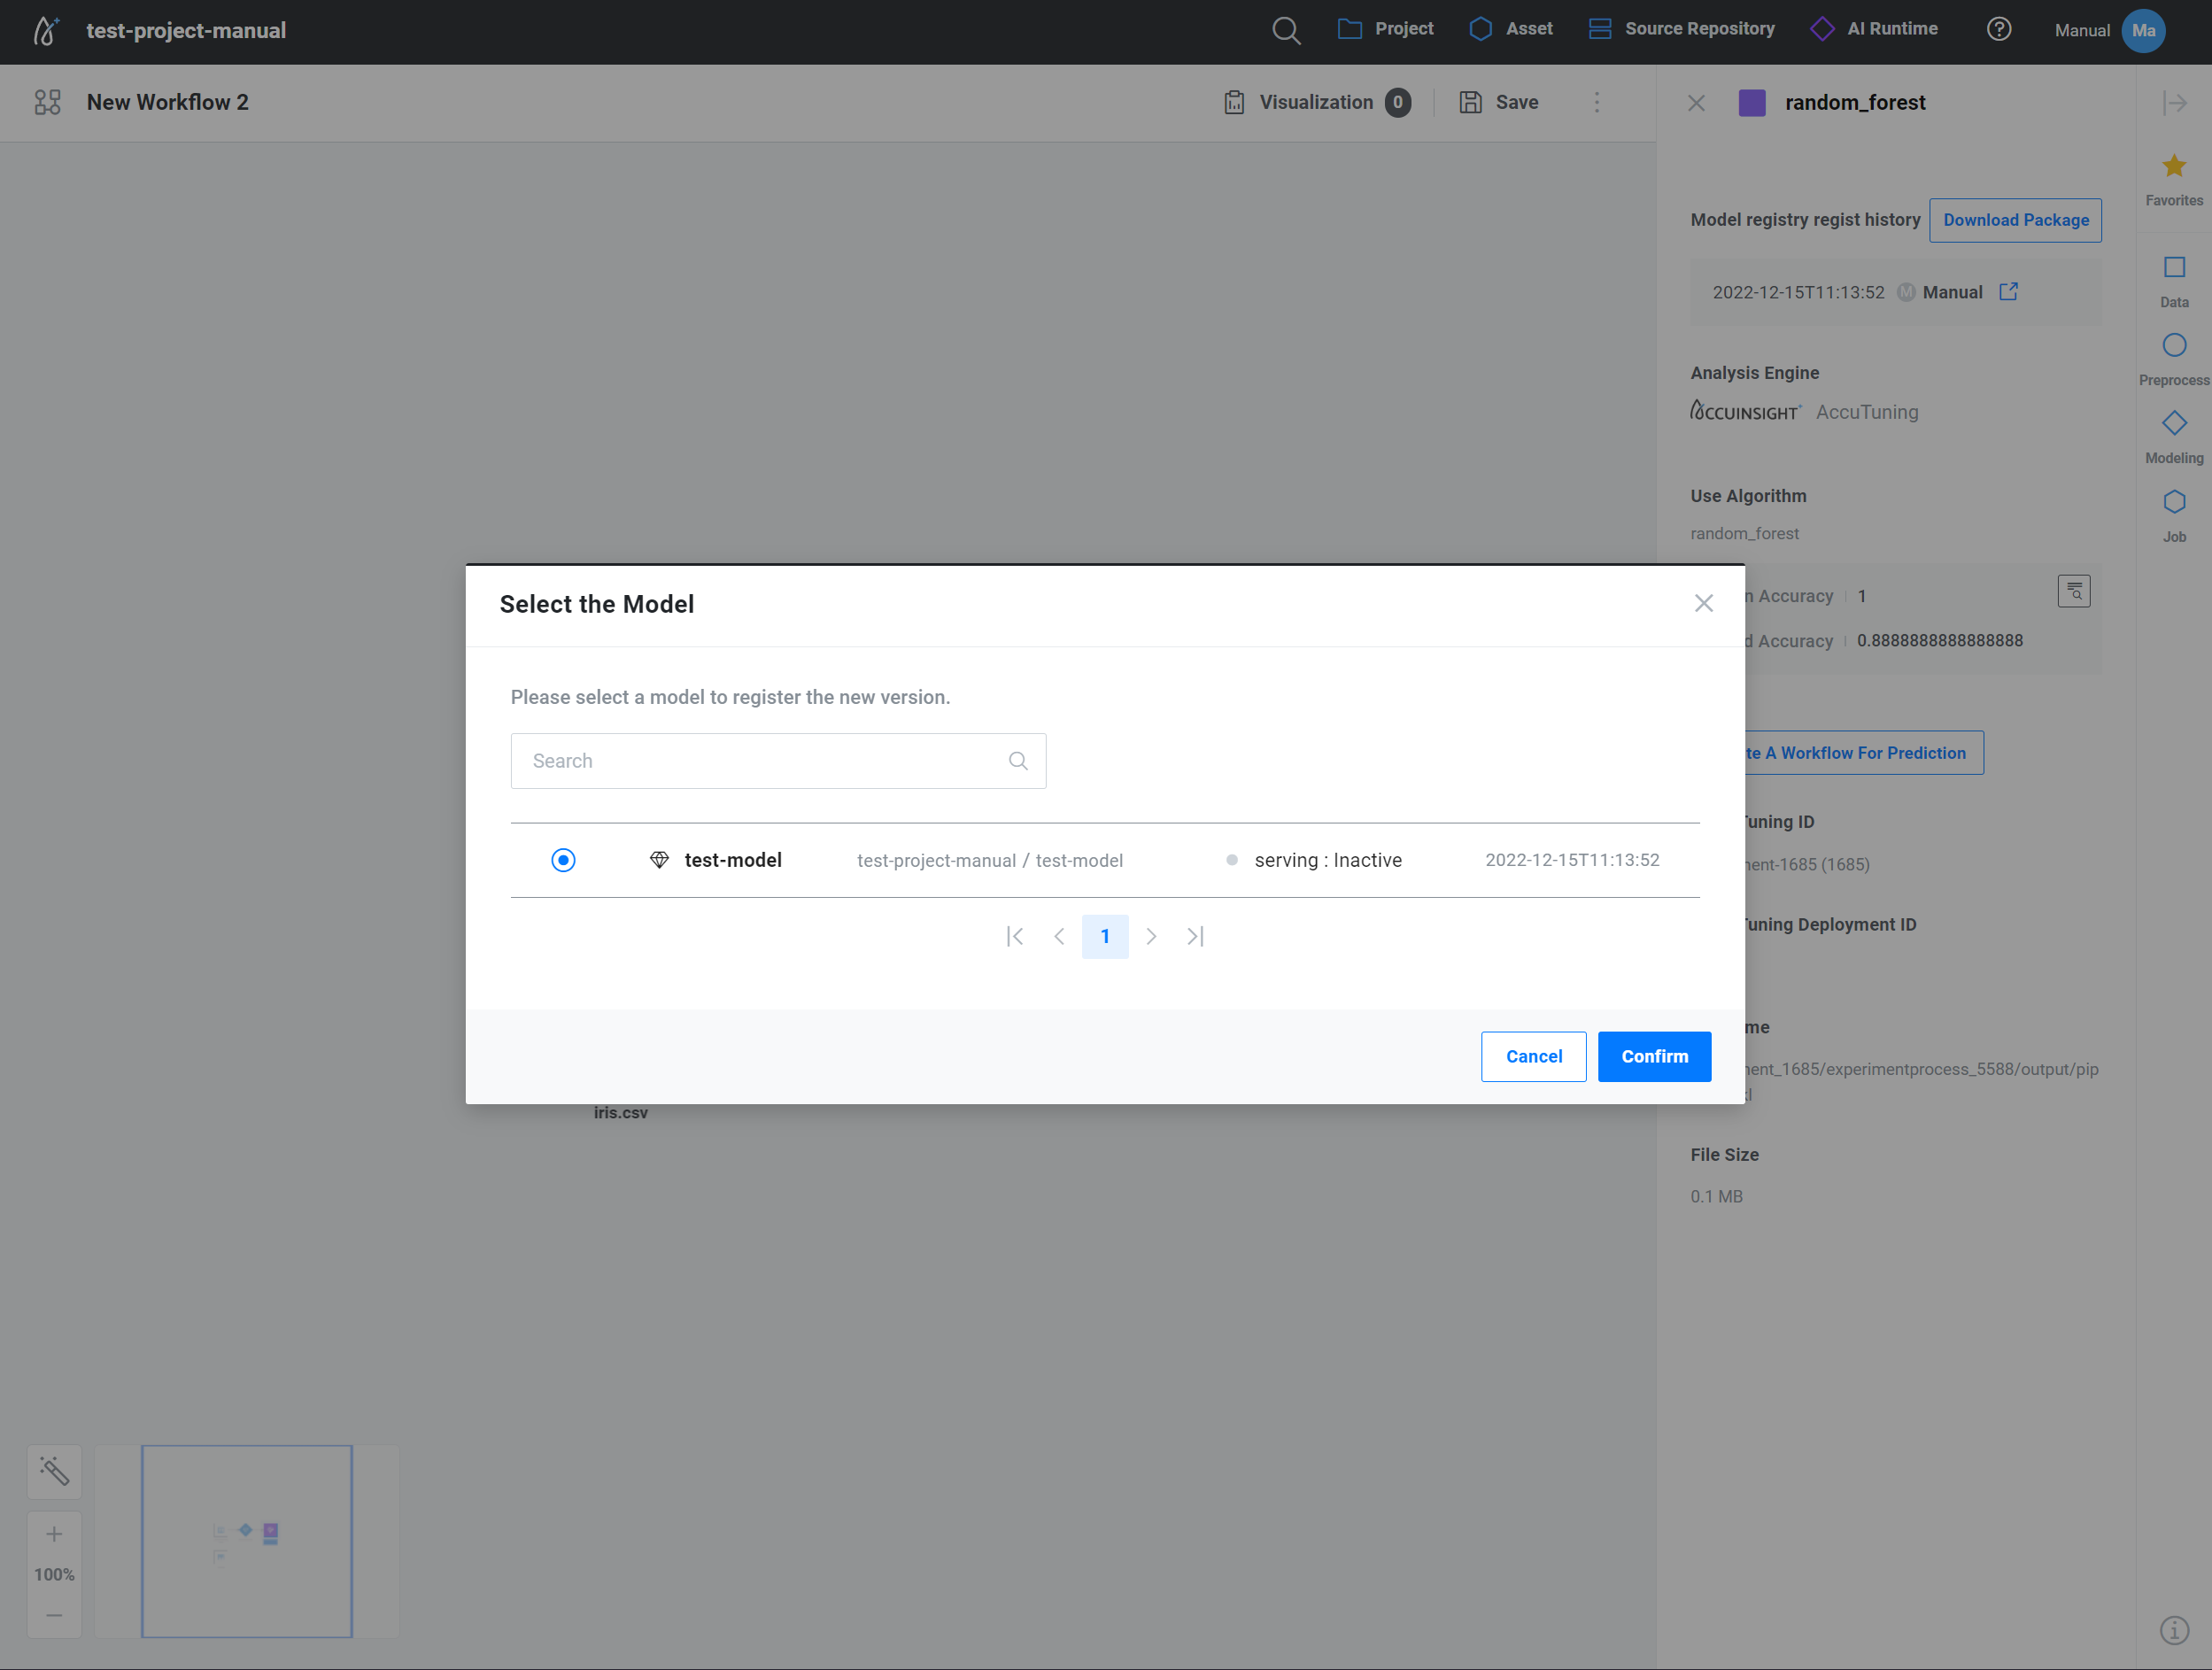 test-project-manual
Project
Asset
Source Repository
AI Runtime
?
Manual
Ma
New Workflow 2
Visualization 0
Save
random_forest
Favorites
Data
Preprocess
Modeling
Job
Model registry regist history
Download Package
2022-12-15T11:13:52 M Manual
Analysis Engine
ACCUINSIGHT+ AccuTuning
Use Algorithm
random_forest
Accuracy 1
Accuracy 0.8888888888888888
A Workflow For Prediction
Tuning ID
ment-1685 (1685)
Tuning Deployment ID
me
ment_1685/experimentprocess_5588/output/pip
File Size
0.1 MB
Select the Model
Please select a model to register the new version.
Search
test-model
test-project-manual / test-model
serving : Inactive
2022-12-15T11:13:52
1
Cancel
Confirm
iris.csv
100%